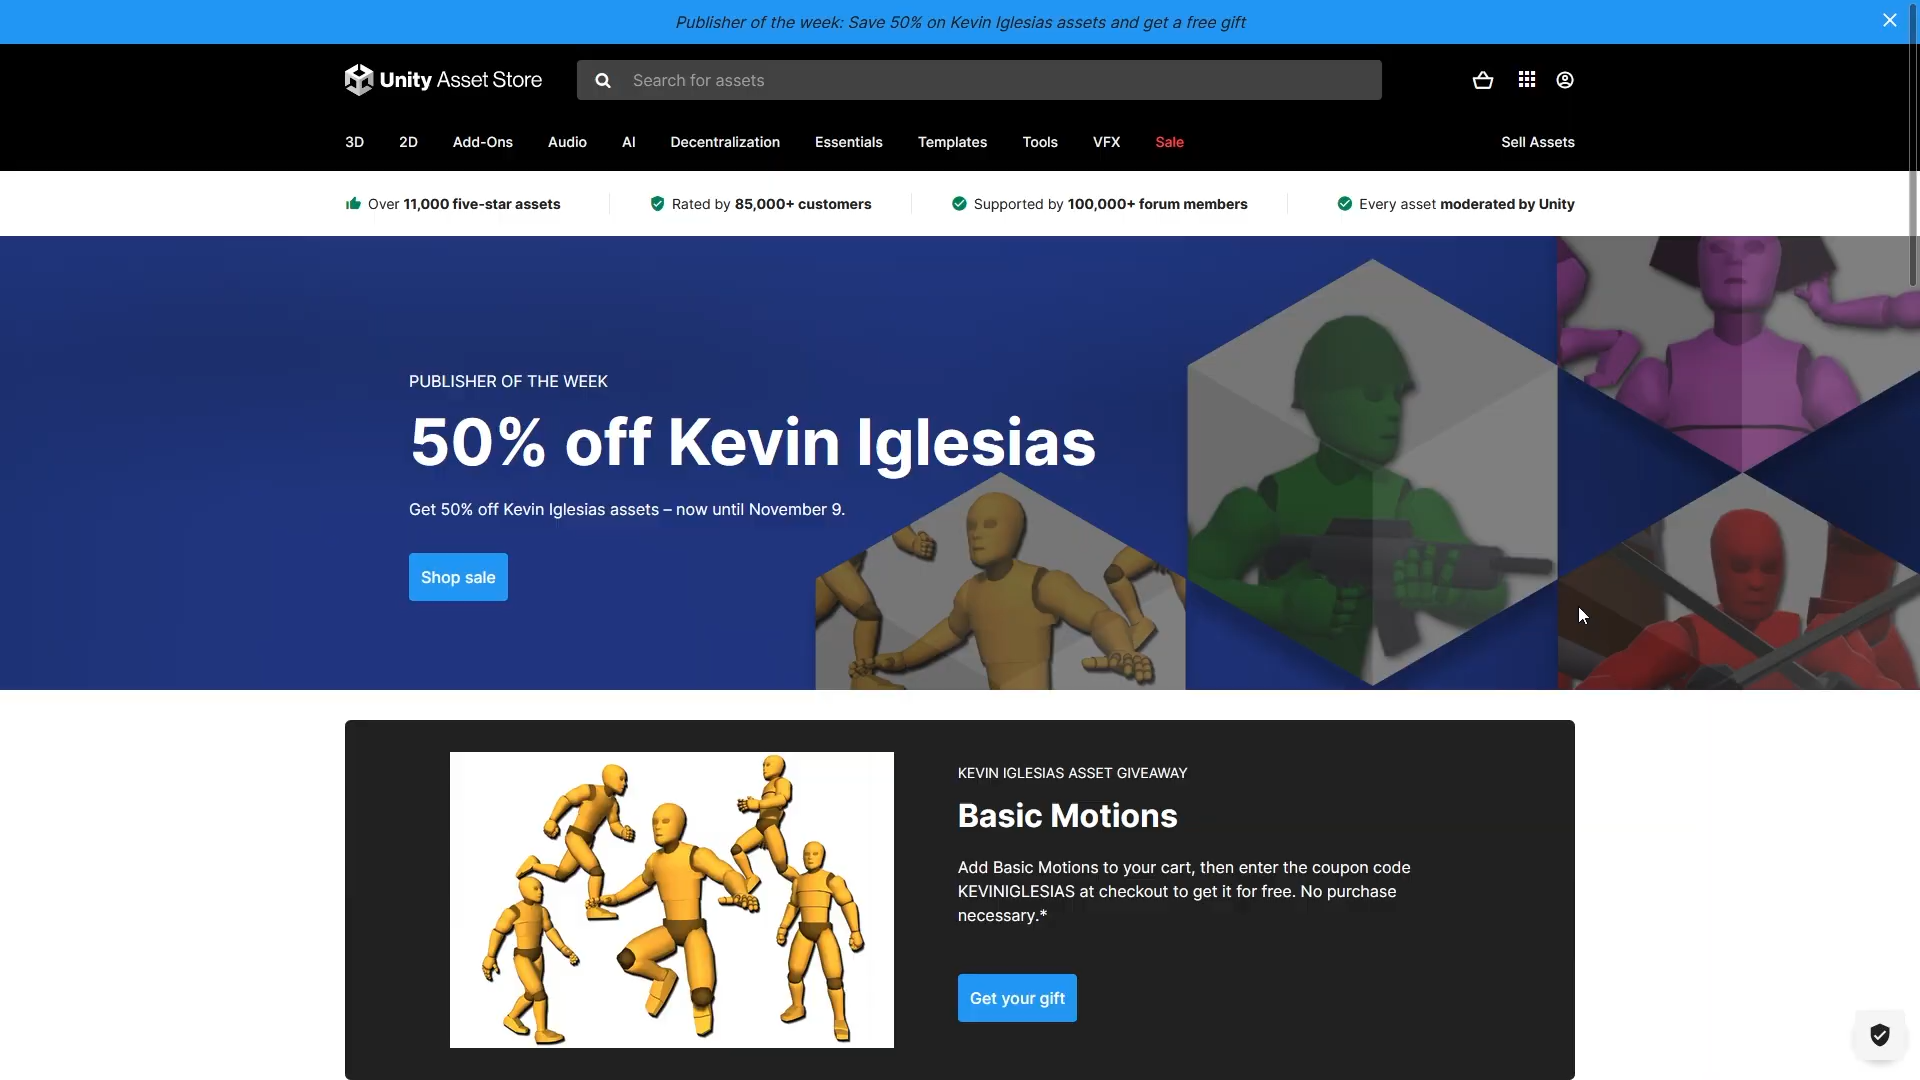 Publisher of the week: Save 50% on Kevin Iglesias assets and get a free gift
Unity Asset Store
Search for assets
3D 2D Add-Ons Audio AI Decentralization Essentials Templates Tools VFX Sale Sell Assets
Over 11,000 five-star assets Rated by 85,000+ customers Supported by 100,000+ forum members Every asset moderated by Unity
PUBLISHER OF THE WEEK
50% off Kevin Iglesias
Get 50% off Kevin Iglesias assets – now until November 9.
Shop sale
KEVIN IGLESIAS ASSET GIVEAWAY
Basic Motions
Add Basic Motions to your cart, then enter the coupon code
KEVINIGLESIAS at checkout to get it for free. No purchase
necessary.*
Get your gift